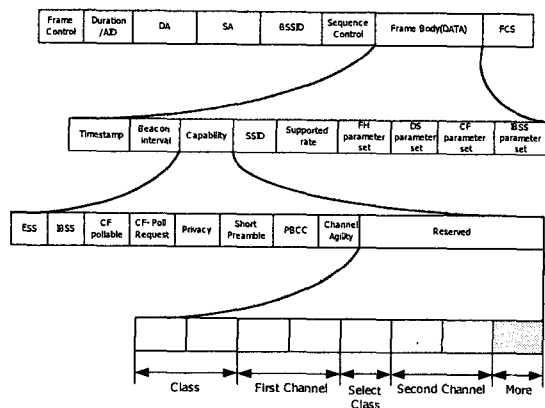 Frame Control
Duration /AID
DA
SA
BSSID
Sequence Control
Frame Body(DATA)
FCS
Timestamp
Beacon interval
Capability
SSID
Supported rate
FH parameter set
DS parameter set
CF parameter set
IBSS parameter set
ESS
IBSS
CF pollable
CF-Poll Request
Privacy
Short Preamble
PBCC
Channel Agility
Reserved
Class
First Channel
Select Class
Second Channel
More